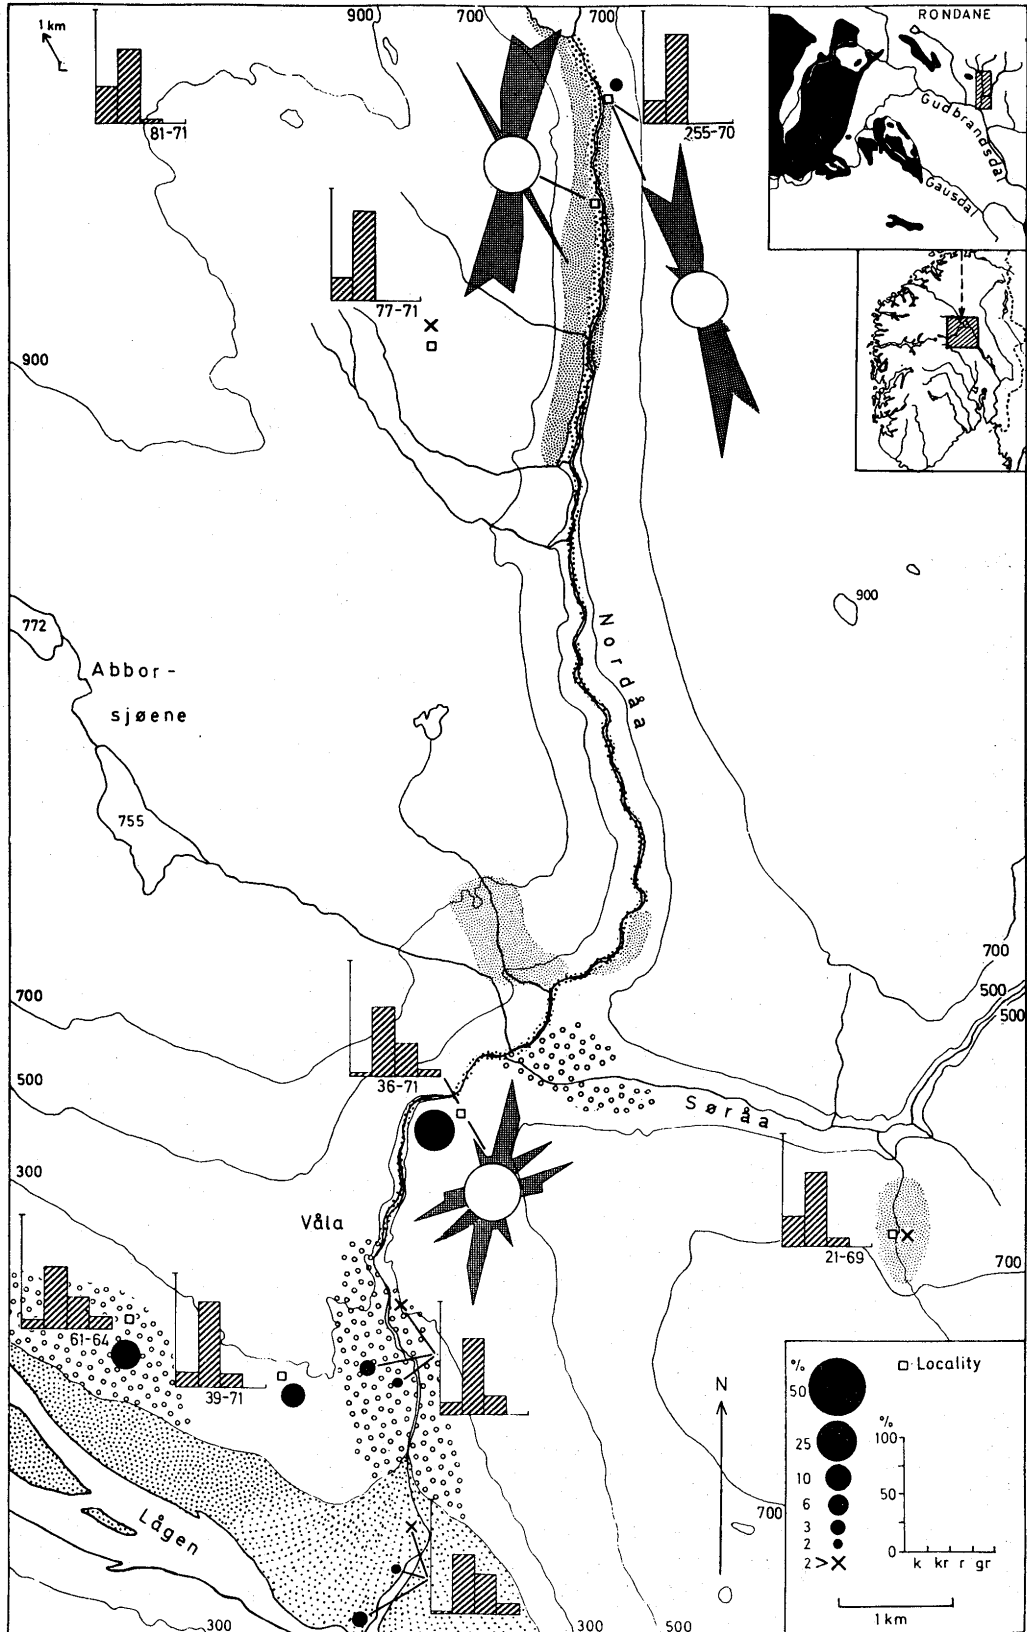 1 km
900
700
700
RONDANE
Gudbrandsdal
Gausdal
81-71
255-70
77-71
900
900
772
Abbor-
sjøene
755
Nordåa
700
500
500
700
500
300
36-71
Søråa
Våla
21-69
700
61-64
39-71
Lågen
300
300
500
700
N
%
50
25
10
6
3
2
2 >
Locality
%
100
50
0
k kr r gr
1 km